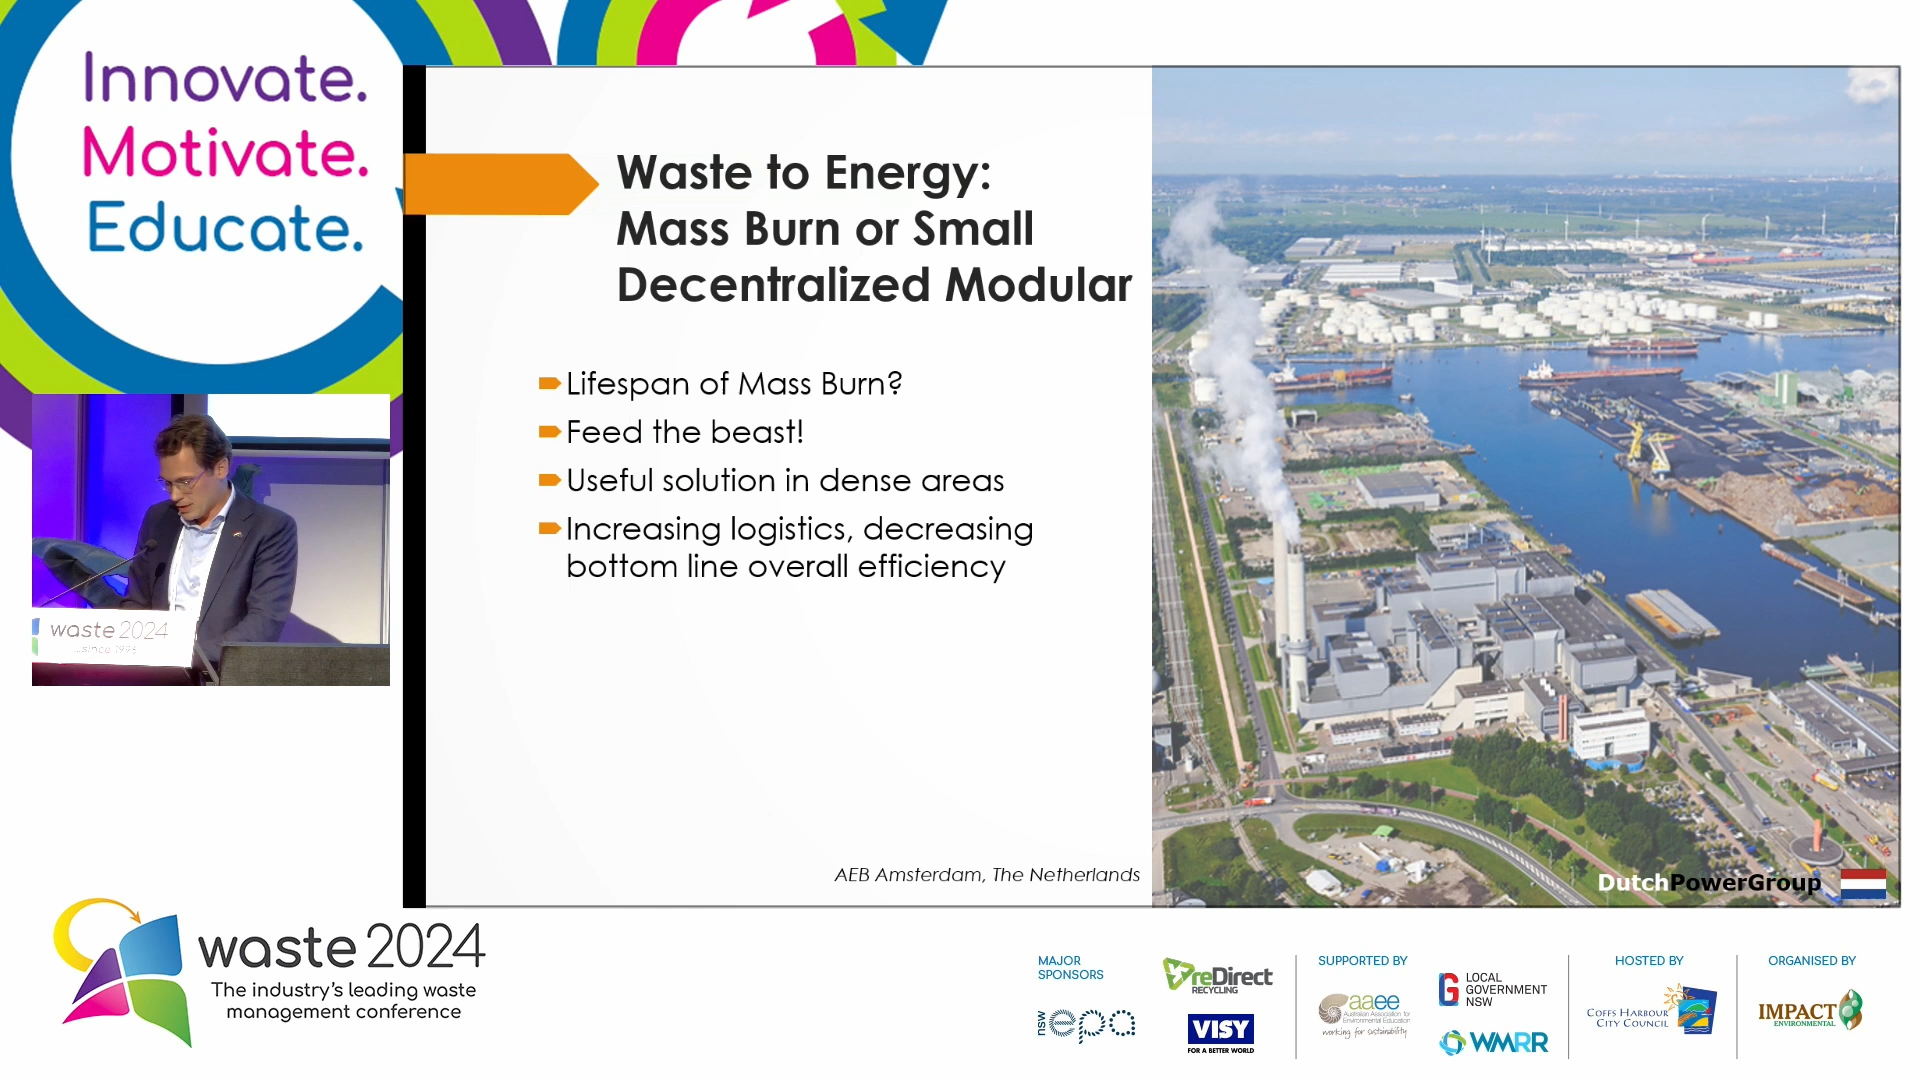 Innovate.
Motivate.
Educate.
Waste to Energy:
Mass Burn or Small
Decentralized Modular
Lifespan of Mass Burn?
Feed the beast!
Useful solution in dense areas
Increasing logistics, decreasing
bottom line overall efficiency
AEB Amsterdam, The Netherlands
DutchPowerGroup
waste 2024
...since 1996
waste 2024
The industry's leading waste
management conference
MAJOR
SPONSORS
nsw epa
reDirect
RECYCLING
VISY
FOR A BETTER WORLD
SUPPORTED BY
aaee
Australian Association for
Environmental Education
working for sustainability
LOCAL
GOVERNMENT
NSW
WMRR
HOSTED BY
COFFS HARBOUR
CITY COUNCIL
ORGANISED BY
IMPACT
ENVIRONMENTAL